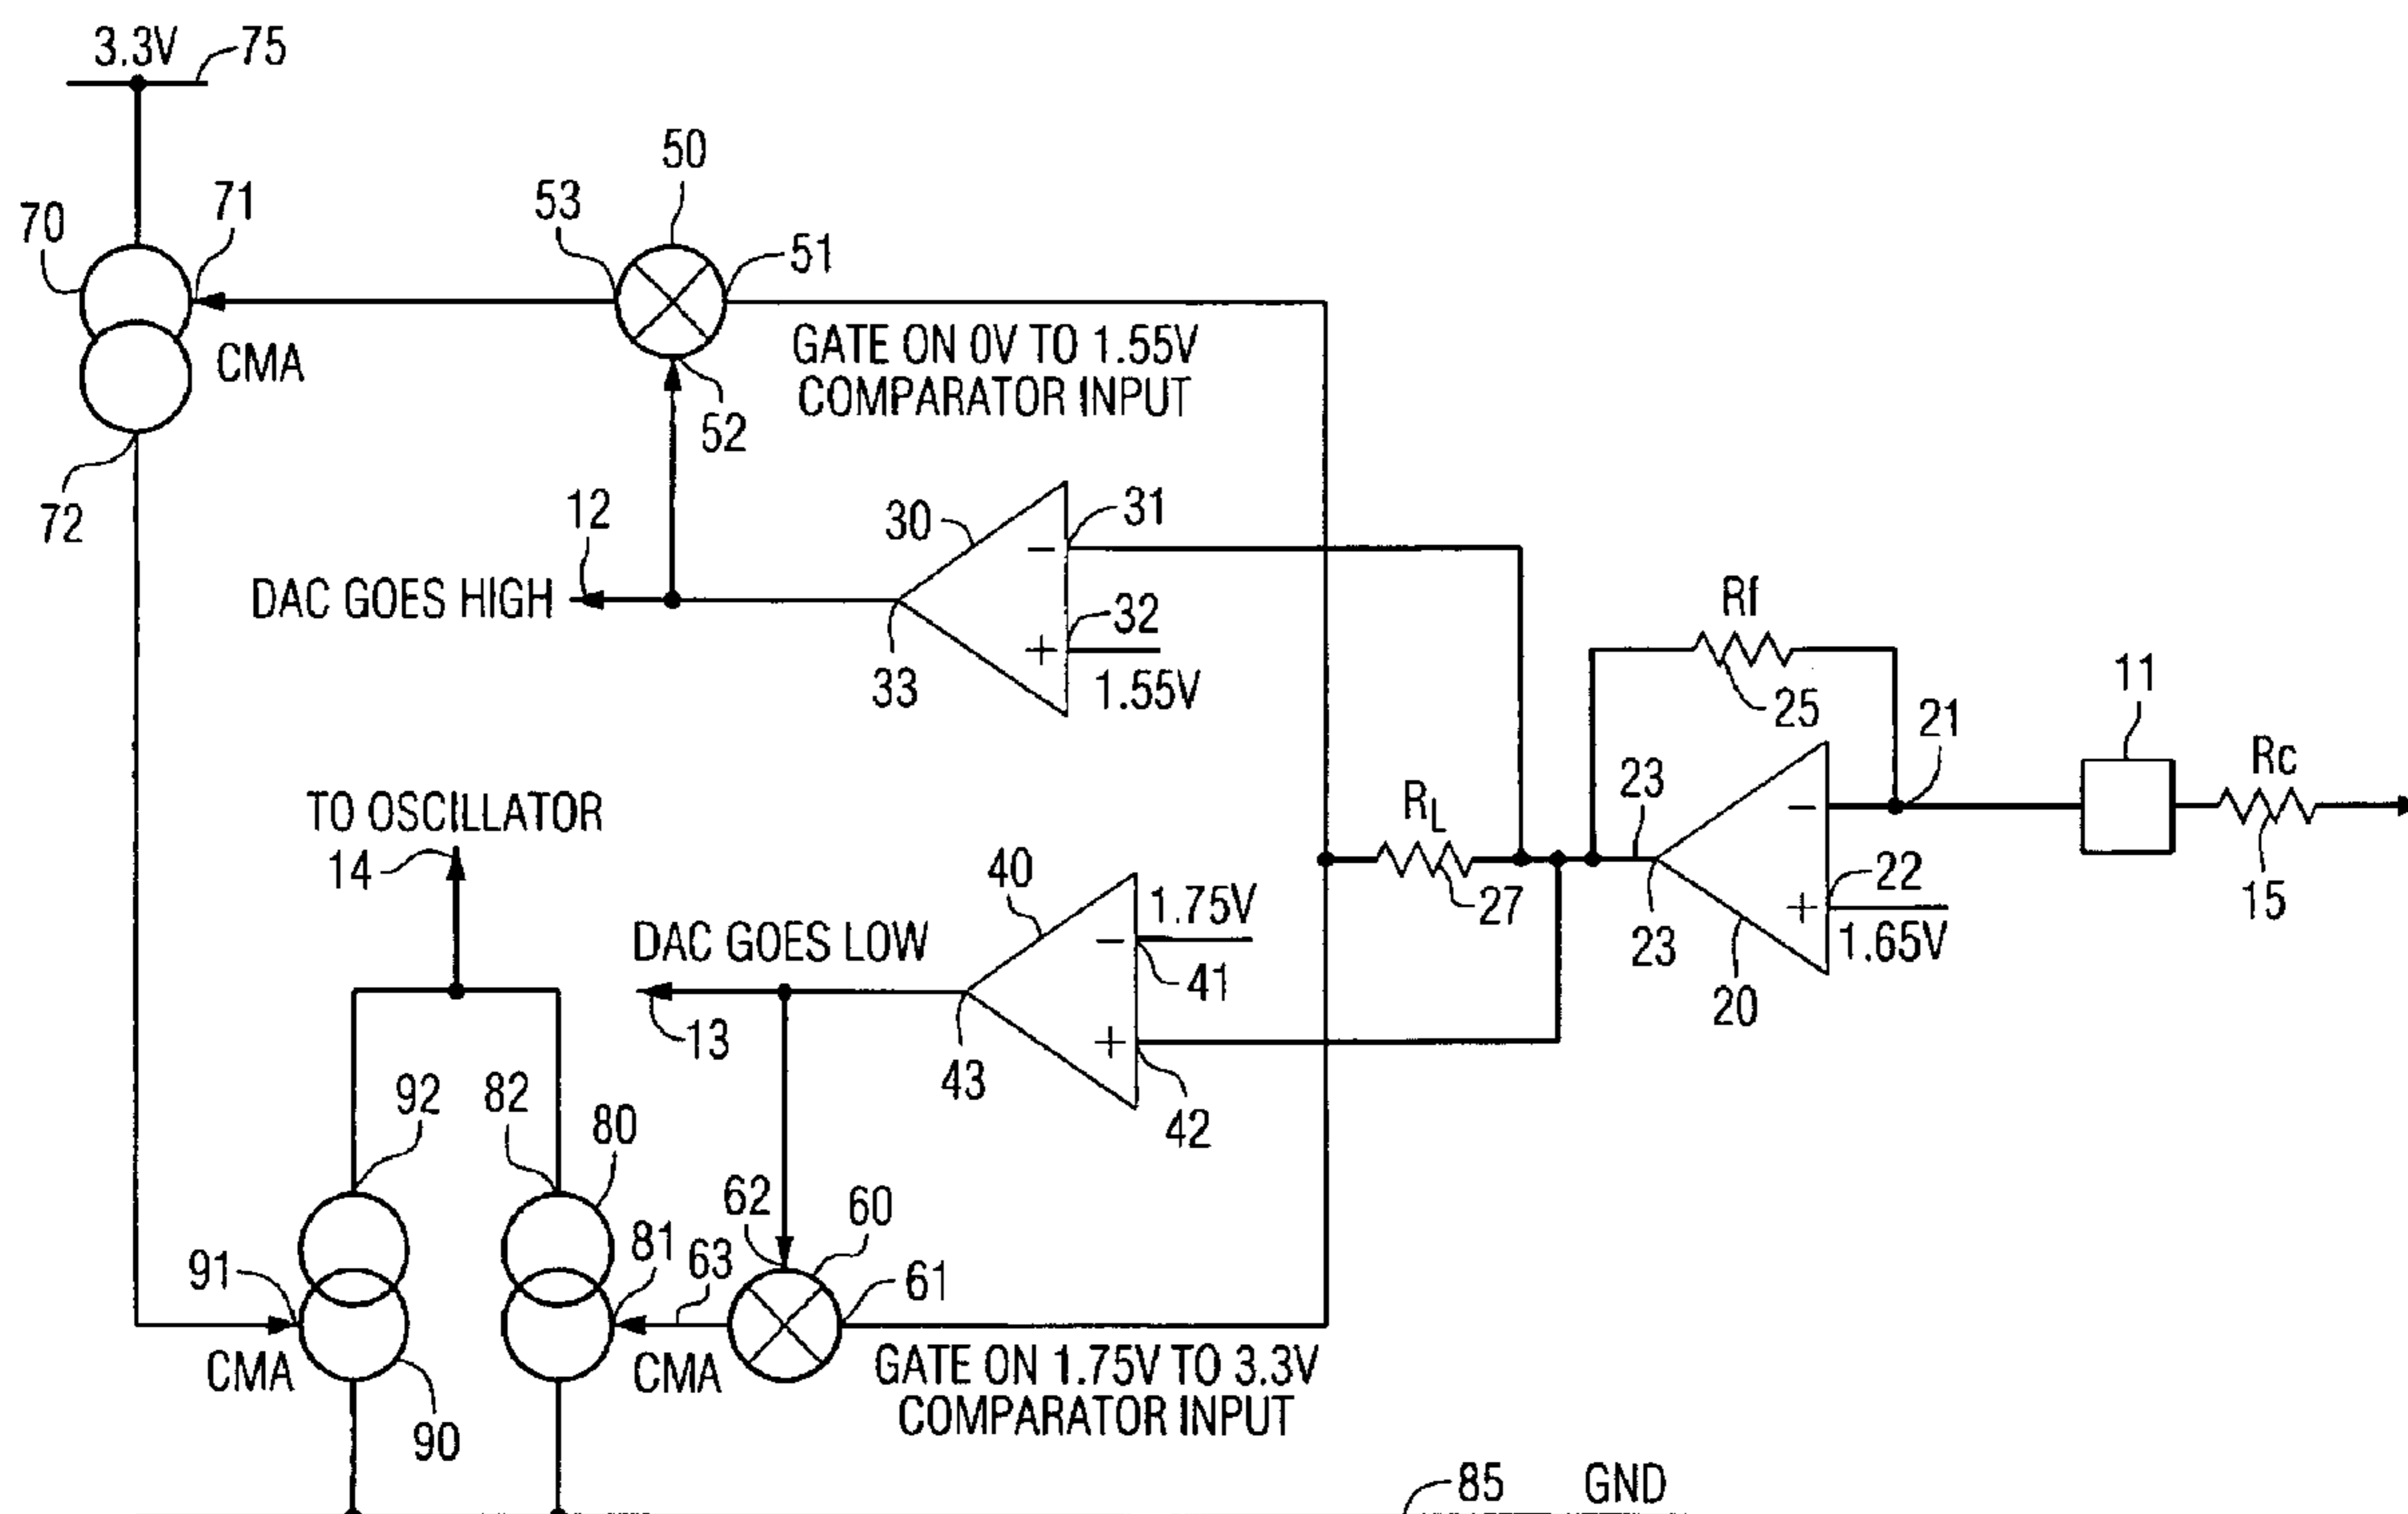 3.3V
75
50
53
71
70
51
GATE ON 0V TO 1.55V
COMPARATOR INPUT
CMA
52
72
12
30
31
DAC GOES HIGH
32
33
1.55V
Rf
25
11
21
Rc
23
TO OSCILLATOR
14
RL
40
1.75V
22
27
15
DAC GOES LOW
23
1.65V
41
20
13
43
42
92
82
80
62
60
91
81
63
61
CMA
CMA
GATE ON 1.75V TO 3.3V
COMPARATOR INPUT
90
85
GND